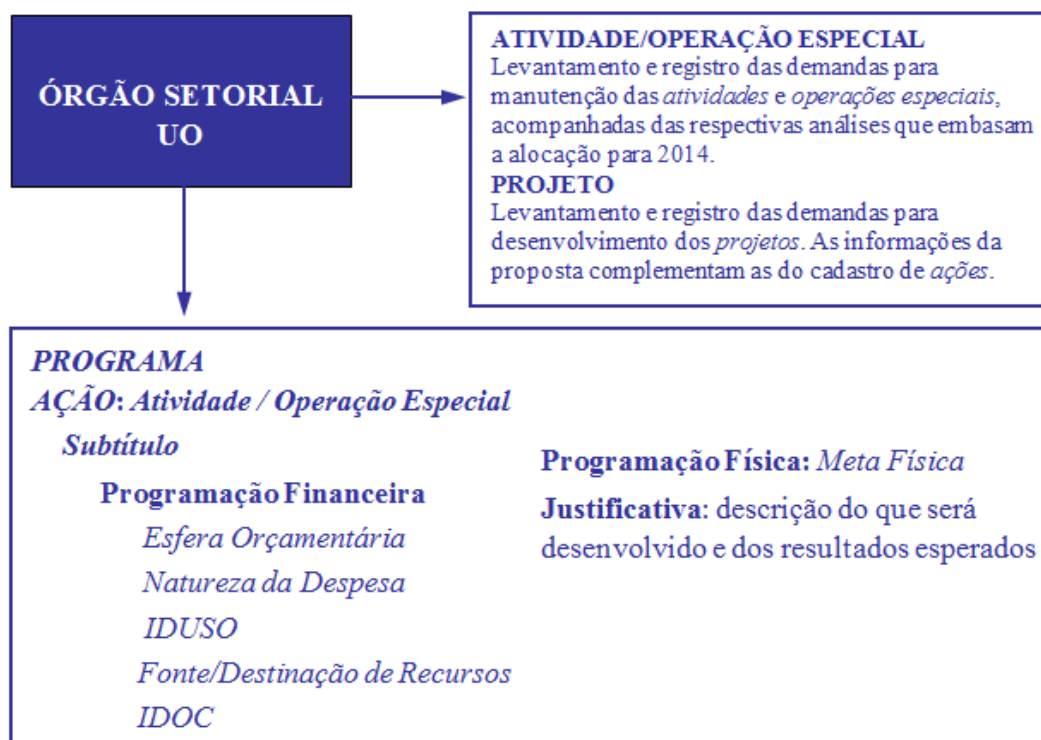 ÓRGÃO SETORIAL
UO
ATIVIDADE/OPERAÇÃO ESPECIAL
Levantamento e registro das demandas para
manutenção das atividades e operações especiais,
acompanhadas das respectivas análises que embasam
a alocação para 2014.
PROJETO
Levantamento e registro das demandas para
desenvolvimento dos projetos. As informações da
proposta complementam as do cadastro de ações.
PROGRAMA
AÇÃO: Atividade / Operação Especial
Subtítulo
Programação Financeira
Esfera Orçamentária
Natureza da Despesa
IDUSO
Fonte/Destinação de Recursos
IDOC
Programação Física: Meta Física
Justificativa: descrição do que será
desenvolvido e dos resultados esperados